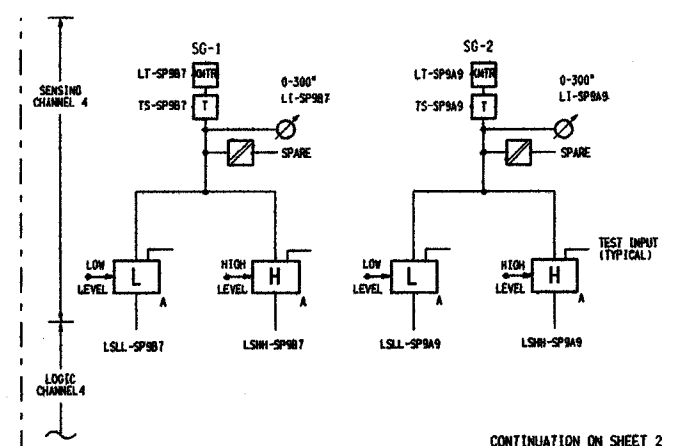 SG-1
SG-2
LT-SP9B7
XMTR
LT-SP9A9
XMTR
0-300"
LI-SP9B7
0-300"
LI-SP9A9
TS-SP9B7
T
TS-SP9A9
T
SENSING
CHANNEL 4
SPARE
SPARE
LOW
LEVEL
L
A
HIGH
LEVEL
H
A
LOW
LEVEL
L
A
HIGH
LEVEL
H
A
TEST INPUT
(TYPICAL)
LSLL-SP9B7
LSHH-SP9B7
LSLL-SP9A9
LSHH-SP9A9
LOGIC
CHANNEL 4
CONTINUATION ON SHEET 2